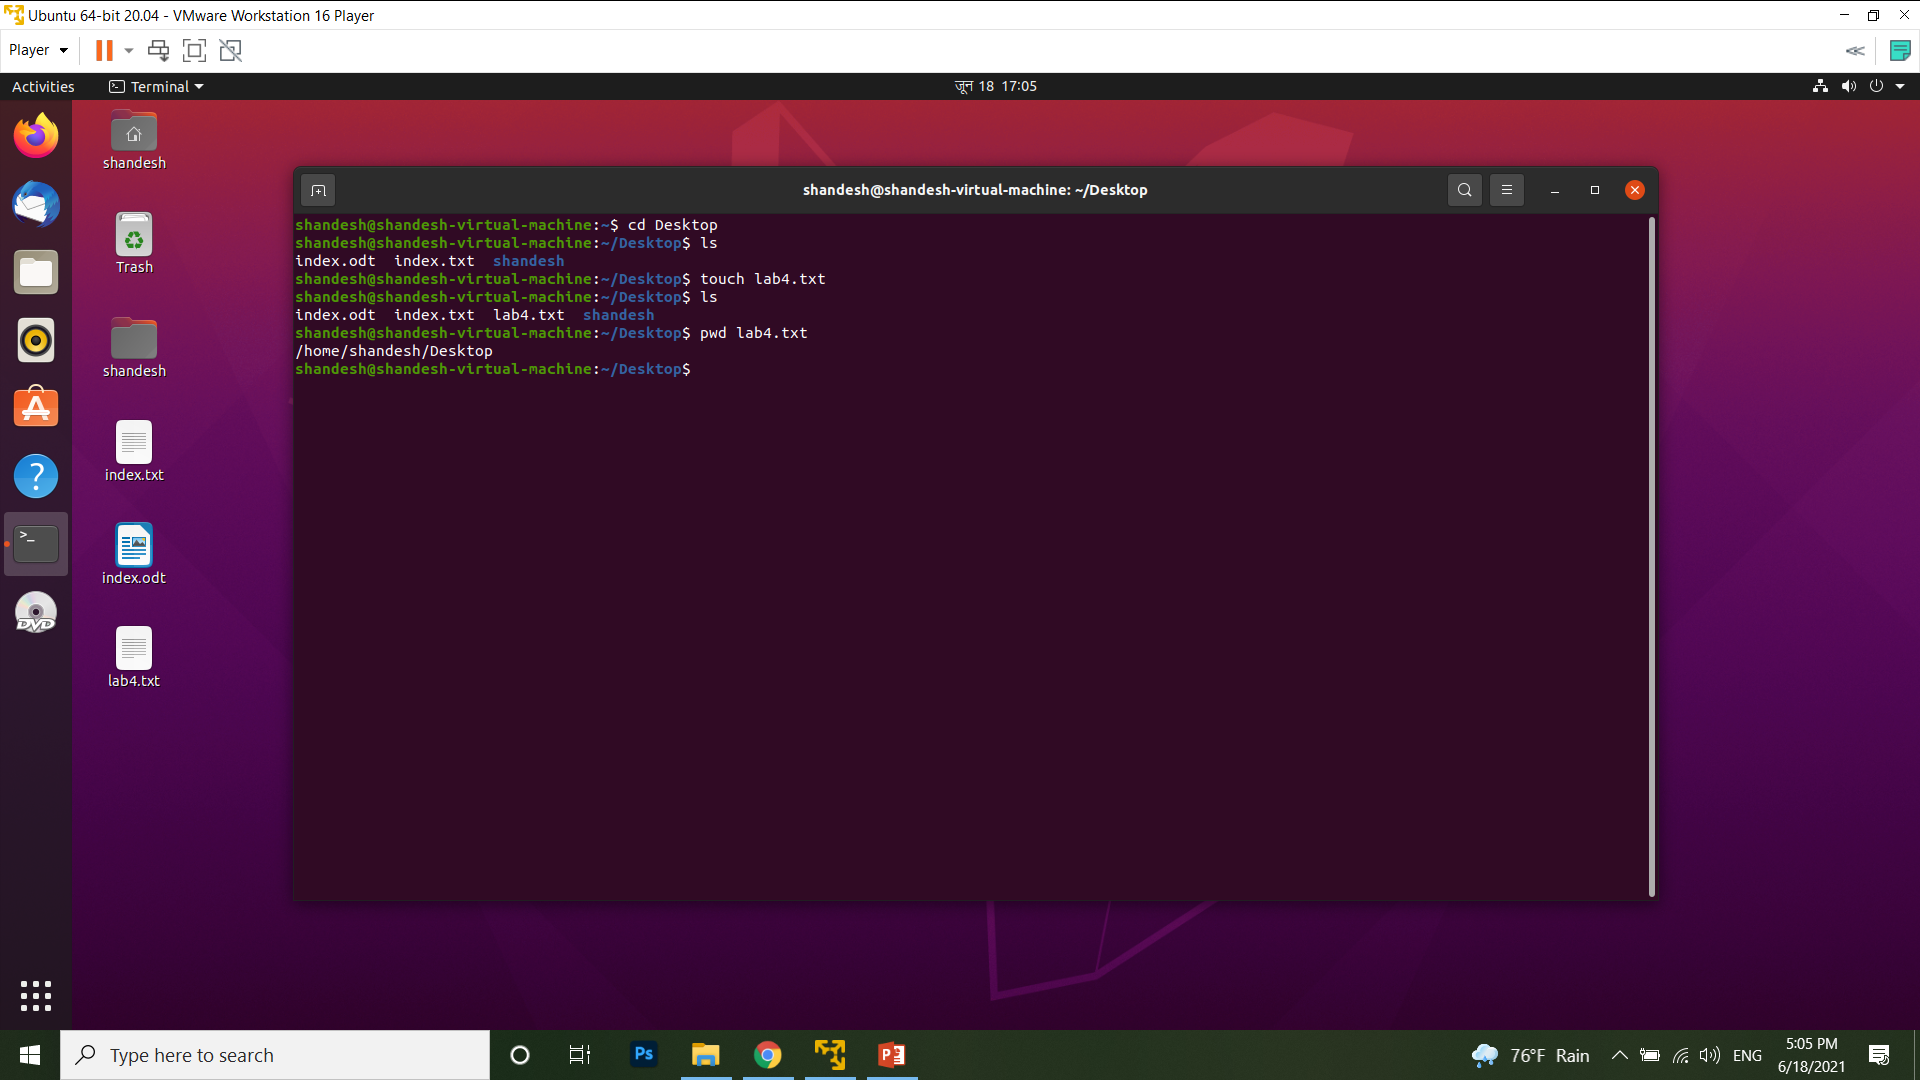 Ubuntu 64-bit 20.04 - VMware Workstation 16 Player
Player
Activities
Terminal
जून 18 17:05
shandesh
Trash
shandesh
index.txt
index.odt
lab4.txt
shandesh@shandesh-virtual-machine: ~/Desktop
shandesh@shandesh-virtual-machine:~$ cd Desktop
shandesh@shandesh-virtual-machine:~/Desktop$ ls
index.odt  index.txt  shandesh
shandesh@shandesh-virtual-machine:~/Desktop$ touch lab4.txt
shandesh@shandesh-virtual-machine:~/Desktop$ ls
index.odt  index.txt  lab4.txt  shandesh
shandesh@shandesh-virtual-machine:~/Desktop$ pwd lab4.txt
/home/shandesh/Desktop
shandesh@shandesh-virtual-machine:~/Desktop$
DVD
Type here to search
Ps
P
76°F Rain
ENG
5:05 PM
6/18/2021